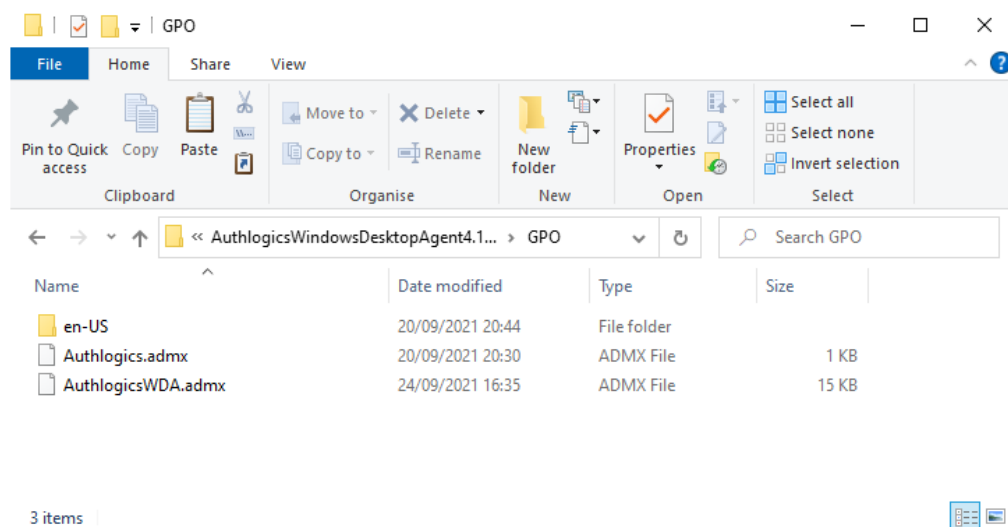 GPO
File Home Share View
Pin to Quick access
Copy
Paste
Clipboard
Move to
Copy to
Delete
Rename
Organise
New folder
New
Properties
Open
Select all
Select none
Invert selection
Select
« AuthlogicsWindowsDesktopAgent4.1... > GPO
Search GPO
Name Date modified Type Size
en-US 20/09/2021 20:44 File folder
Authlogics.admx 20/09/2021 20:30 ADMX File 1 KB
AuthlogicsWDA.admx 24/09/2021 16:35 ADMX File 15 KB
3 items